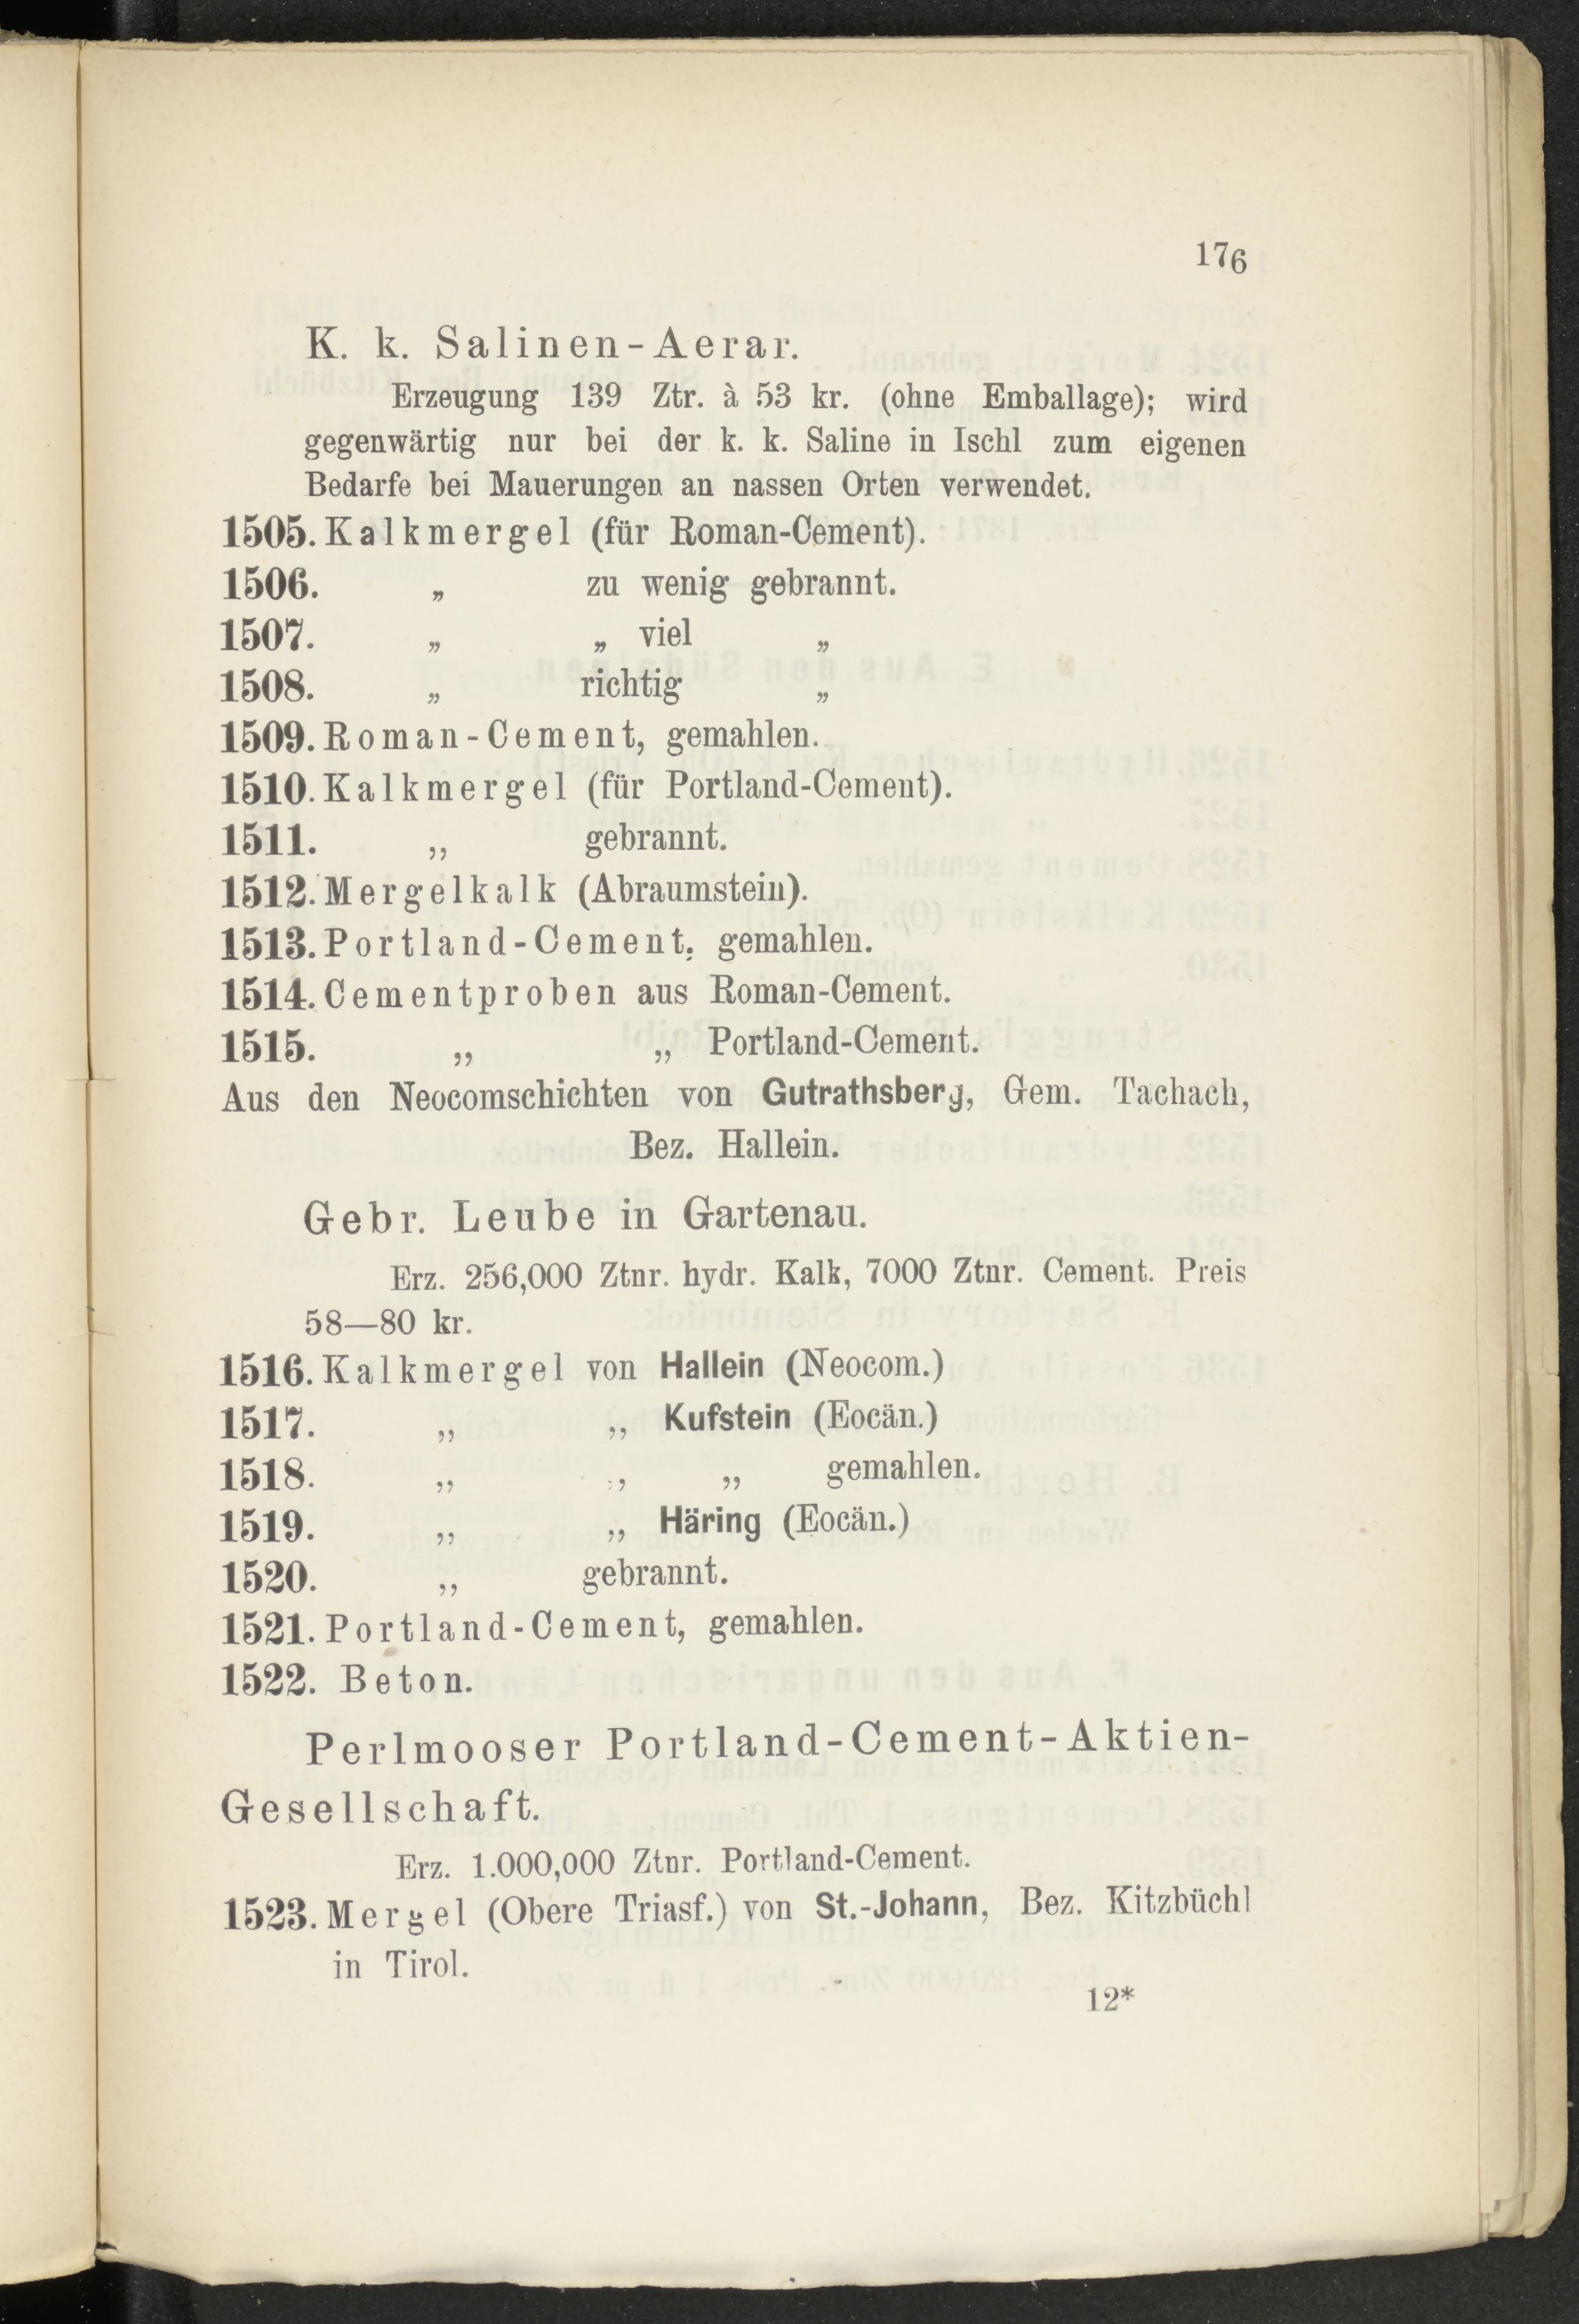 176
K. k. Salinen-Aerar.
Erzeugung 139 Ztr. à 53 kr. (ohne Emballage); wird
gegenwärtig nur bei der k. k. Saline in Ischl zum eigenen
Bedarfe bei Mauerungen an nassen Orten verwendet.
1505. Kalkmergel (für Roman-Cement).
1506. „ zu wenig gebrannt.
1507. „ „ viel „
1508. „ richtig „
1509. Roman-Cement, gemahlen.
1510. Kalkmergel (für Portland-Cement).
1511. „ gebrannt.
1512. Mergelkalk (Abraumstein).
1513. Portland-Cement, gemahlen.
1514. Cementproben aus Roman-Cement.
1515. „ „ Portland-Cement.
Aus den Neocomschichten von Gutrathsberg, Gem. Tachach,
Bez. Hallein.
Gebr. Leube in Gartenau.
Erz. 256,000 Ztnr. hydr. Kalk, 7000 Ztnr. Cement. Preis
58—80 kr.
1516. Kalkmergel von Hallein (Neocom.)
1517. „ „ Kufstein (Eocän.)
1518. „ „ „ gemahlen.
1519. „ „ Häring (Eocän.)
1520. „ gebrannt.
1521. Portland-Cement, gemahlen.
1522. Beton.
Perlmooser Portland-Cement-Aktien-
Gesellschaft.
Erz. 1.000,000 Ztnr. Portland-Cement.
1523. Mergel (Obere Triasf.) von St.-Johann, Bez. Kitzbüchl
in Tirol.
12*